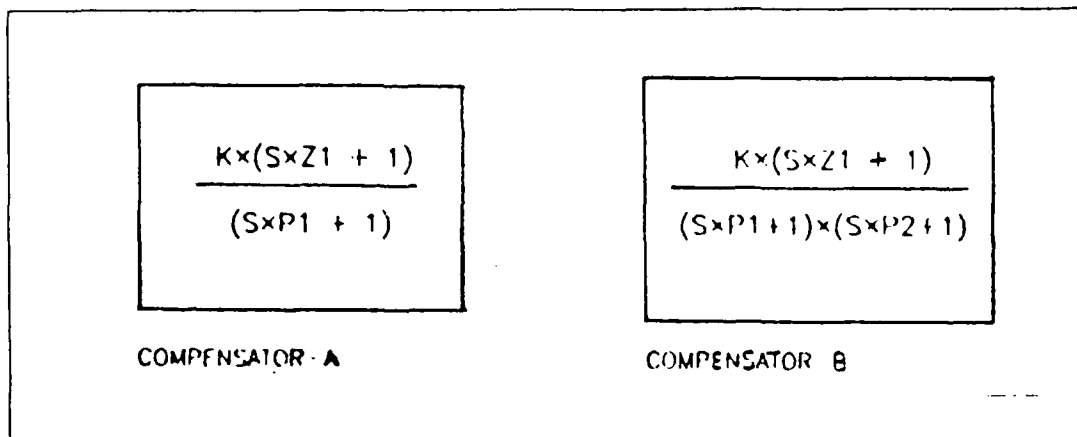 K×(S×Z1 + 1)
(S×P1 + 1)
COMPENSATOR A
K×(S×Z1 + 1)
(S×P1+1)×(S×P2+1)
COMPENSATOR B